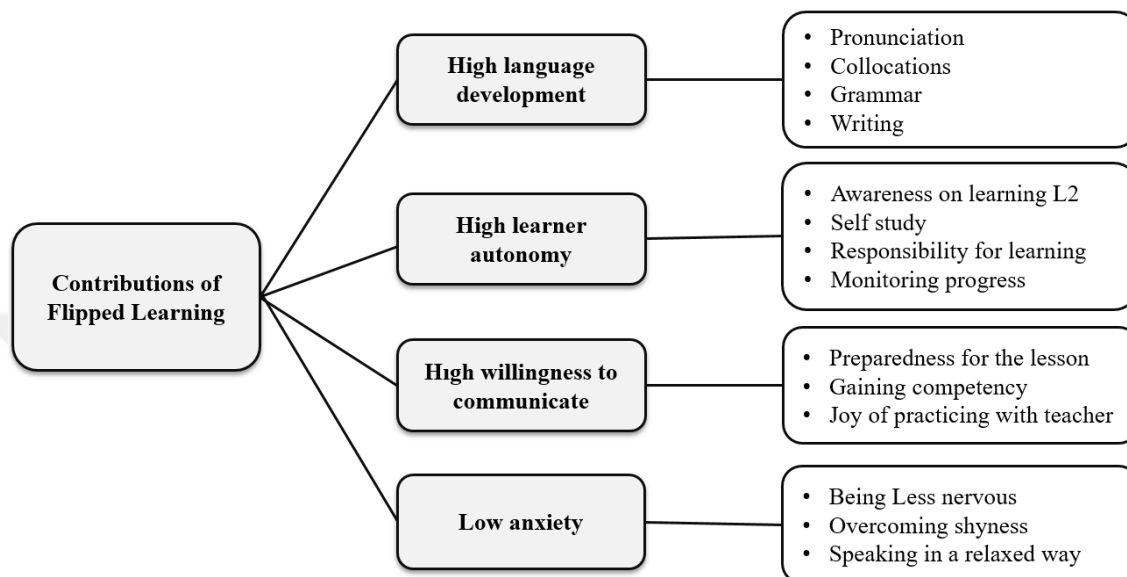 Contributions of
Flipped Learning
High language
development
• Pronunciation
• Collocations
• Grammar
• Writing
High learner
autonomy
• Awareness on learning L2
• Self study
• Responsibility for learning
• Monitoring progress
Hıgh willingness to
communicate
• Preparedness for the lesson
• Gaining competency
• Joy of practicing with teacher
Low anxiety
• Being Less nervous
• Overcoming shyness
• Speaking in a relaxed way